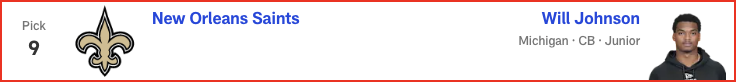 Pick
9
New Orleans Saints
Will Johnson
Michigan · CB · Junior